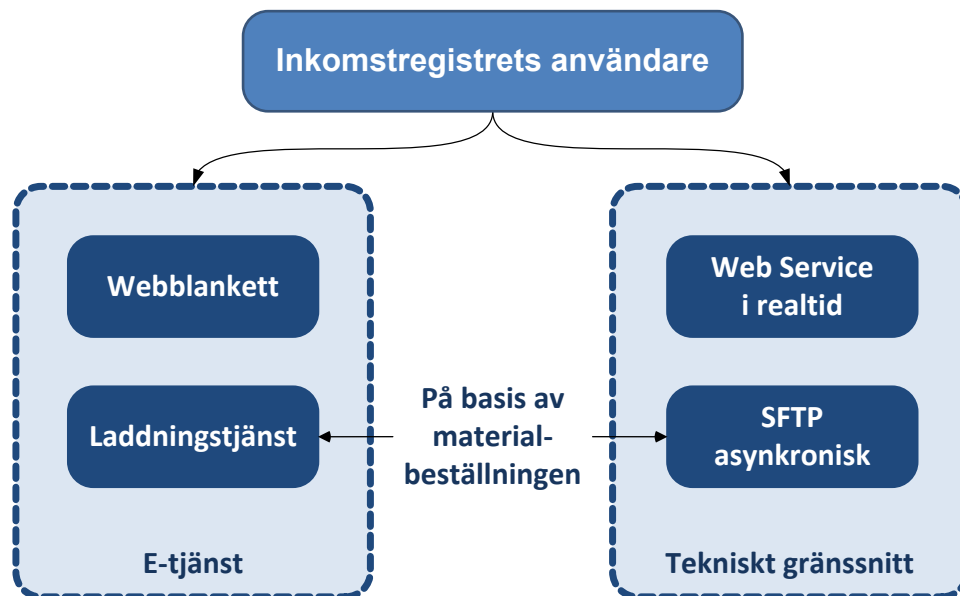 Inkomstregistrets användare
Webblankett
Laddningstjänst
E-tjänst
På basis av
material-
beställningen
Web Service
i realtid
SFTP
asynkronisk
Tekniskt gränssnitt